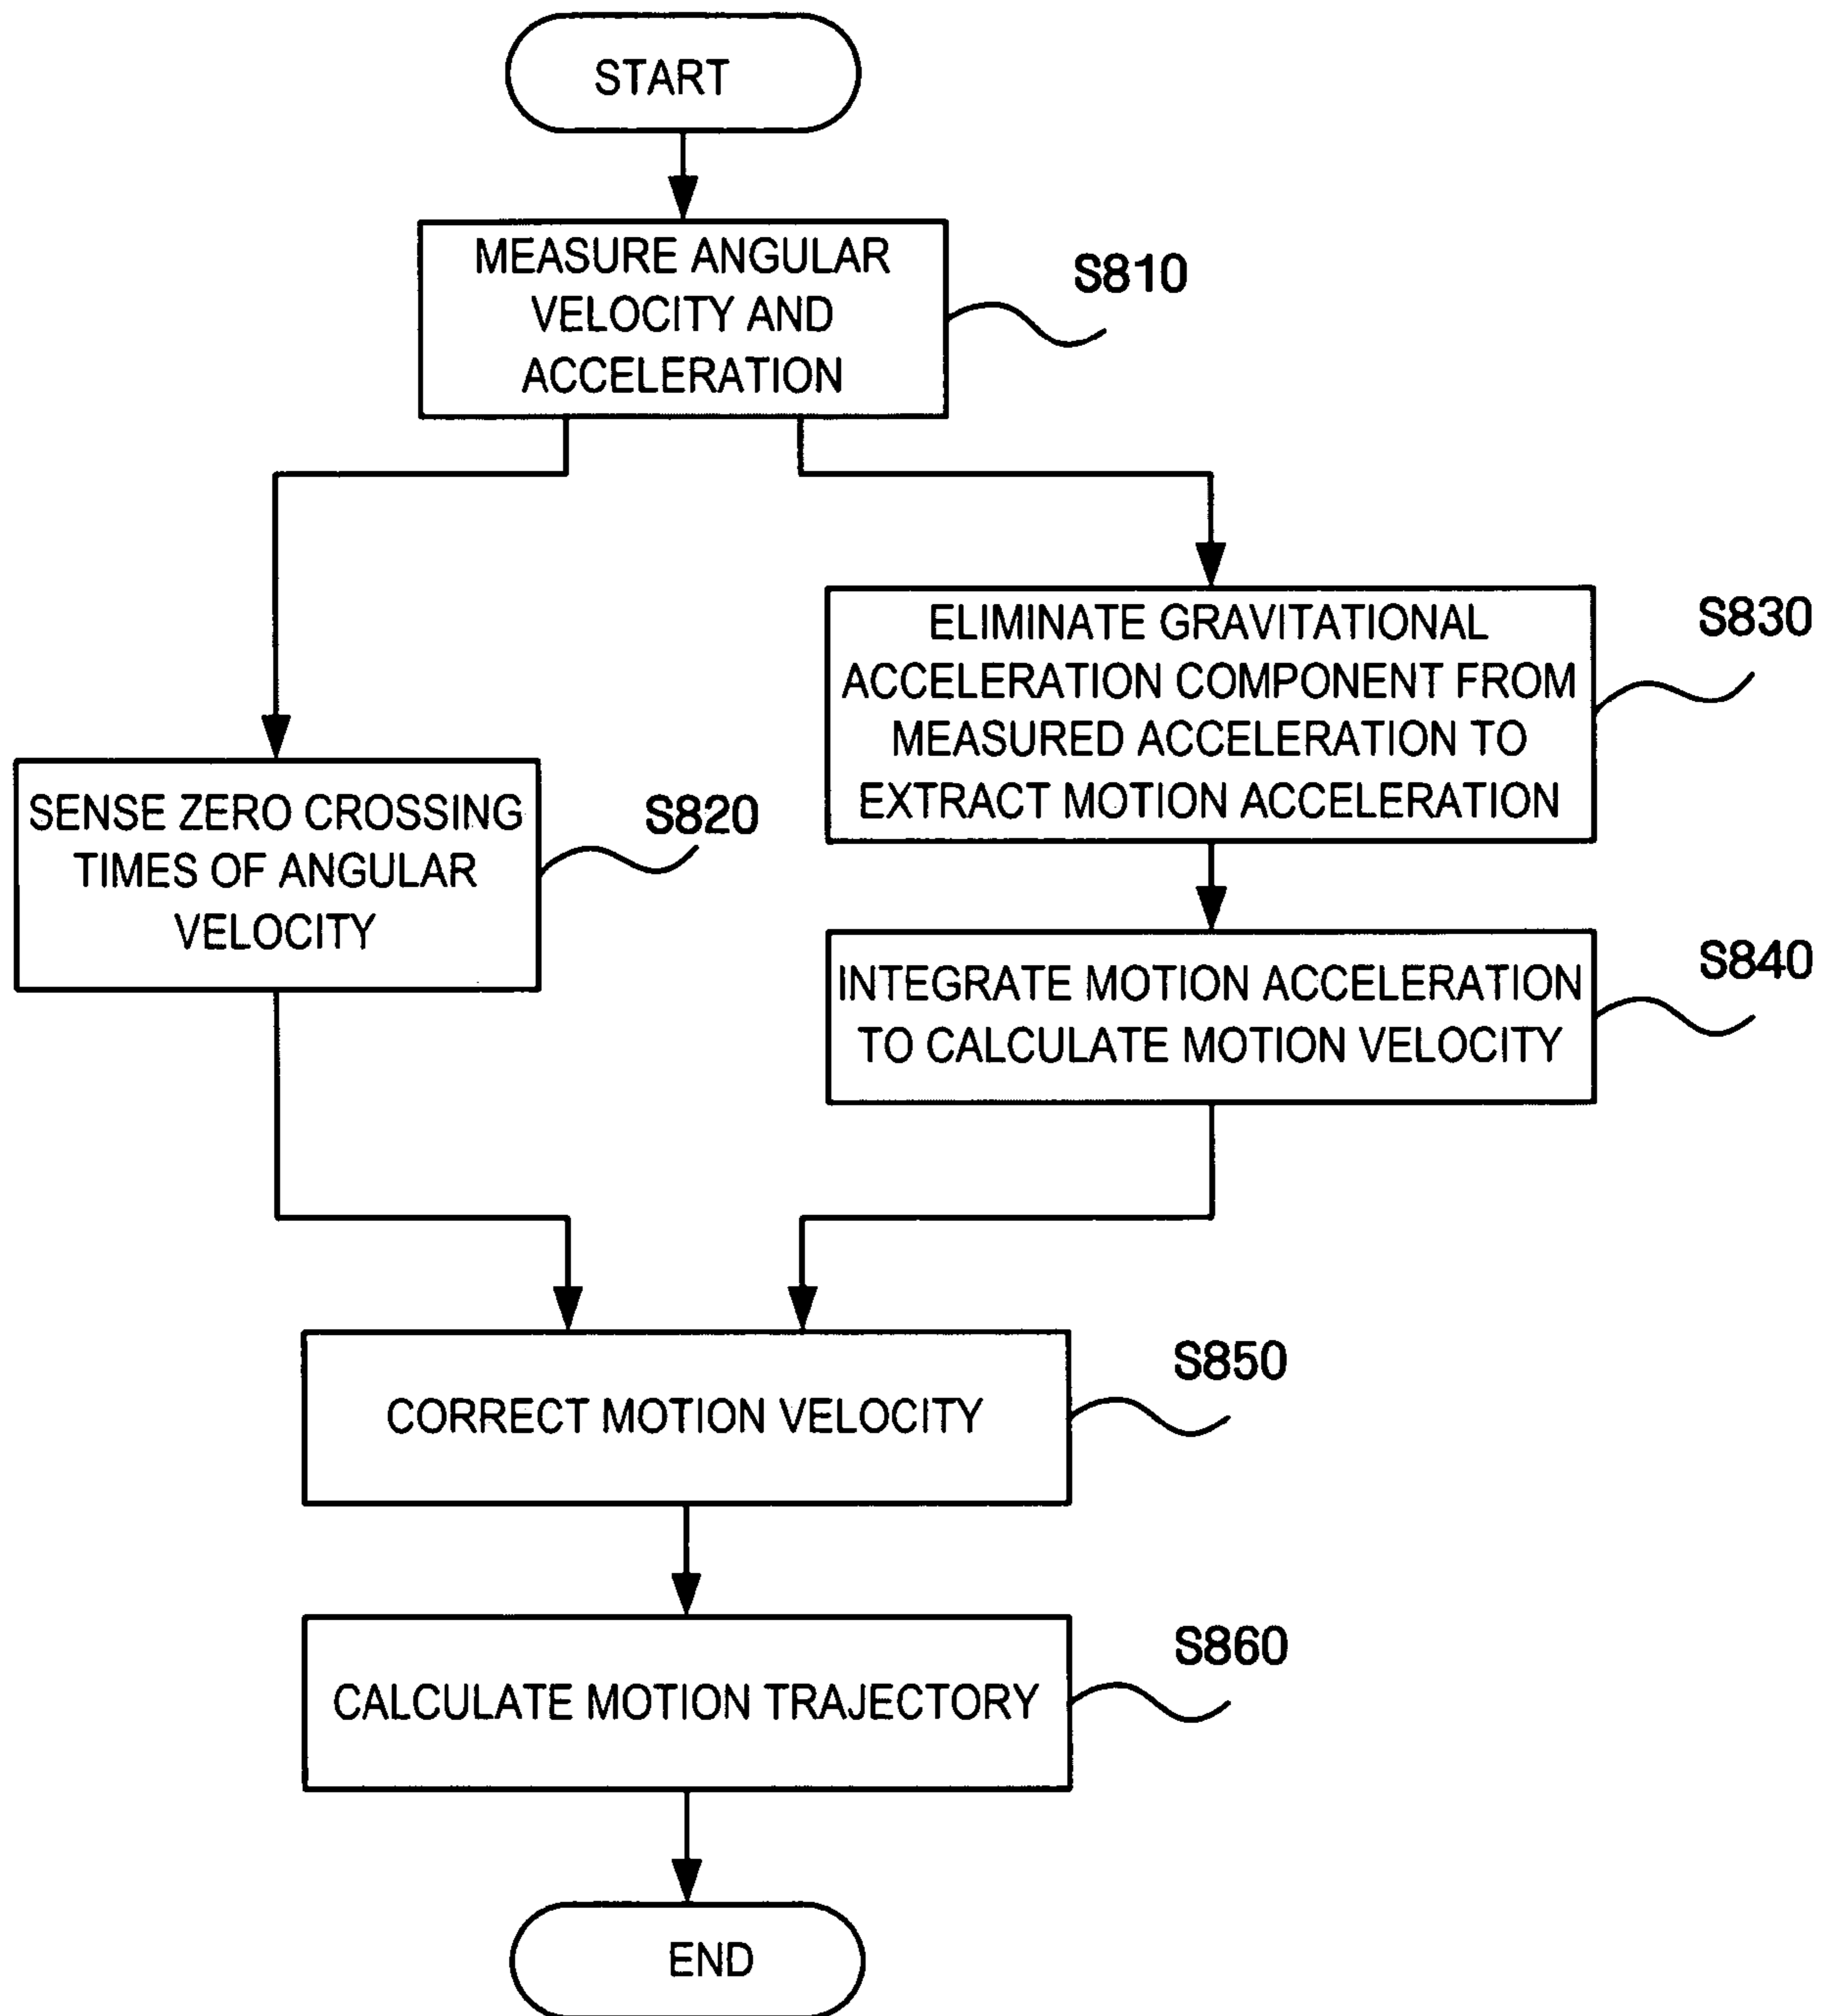 START
MEASURE ANGULAR
VELOCITY AND
ACCELERATION
S810
ELIMINATE GRAVITATIONAL
ACCELERATION COMPONENT FROM
MEASURED ACCELERATION TO
EXTRACT MOTION ACCELERATION
S830
SENSE ZERO CROSSING
TIMES OF ANGULAR
VELOCITY
S820
INTEGRATE MOTION ACCELERATION
TO CALCULATE MOTION VELOCITY
S840
CORRECT MOTION VELOCITY
S850
CALCULATE MOTION TRAJECTORY
S860
END